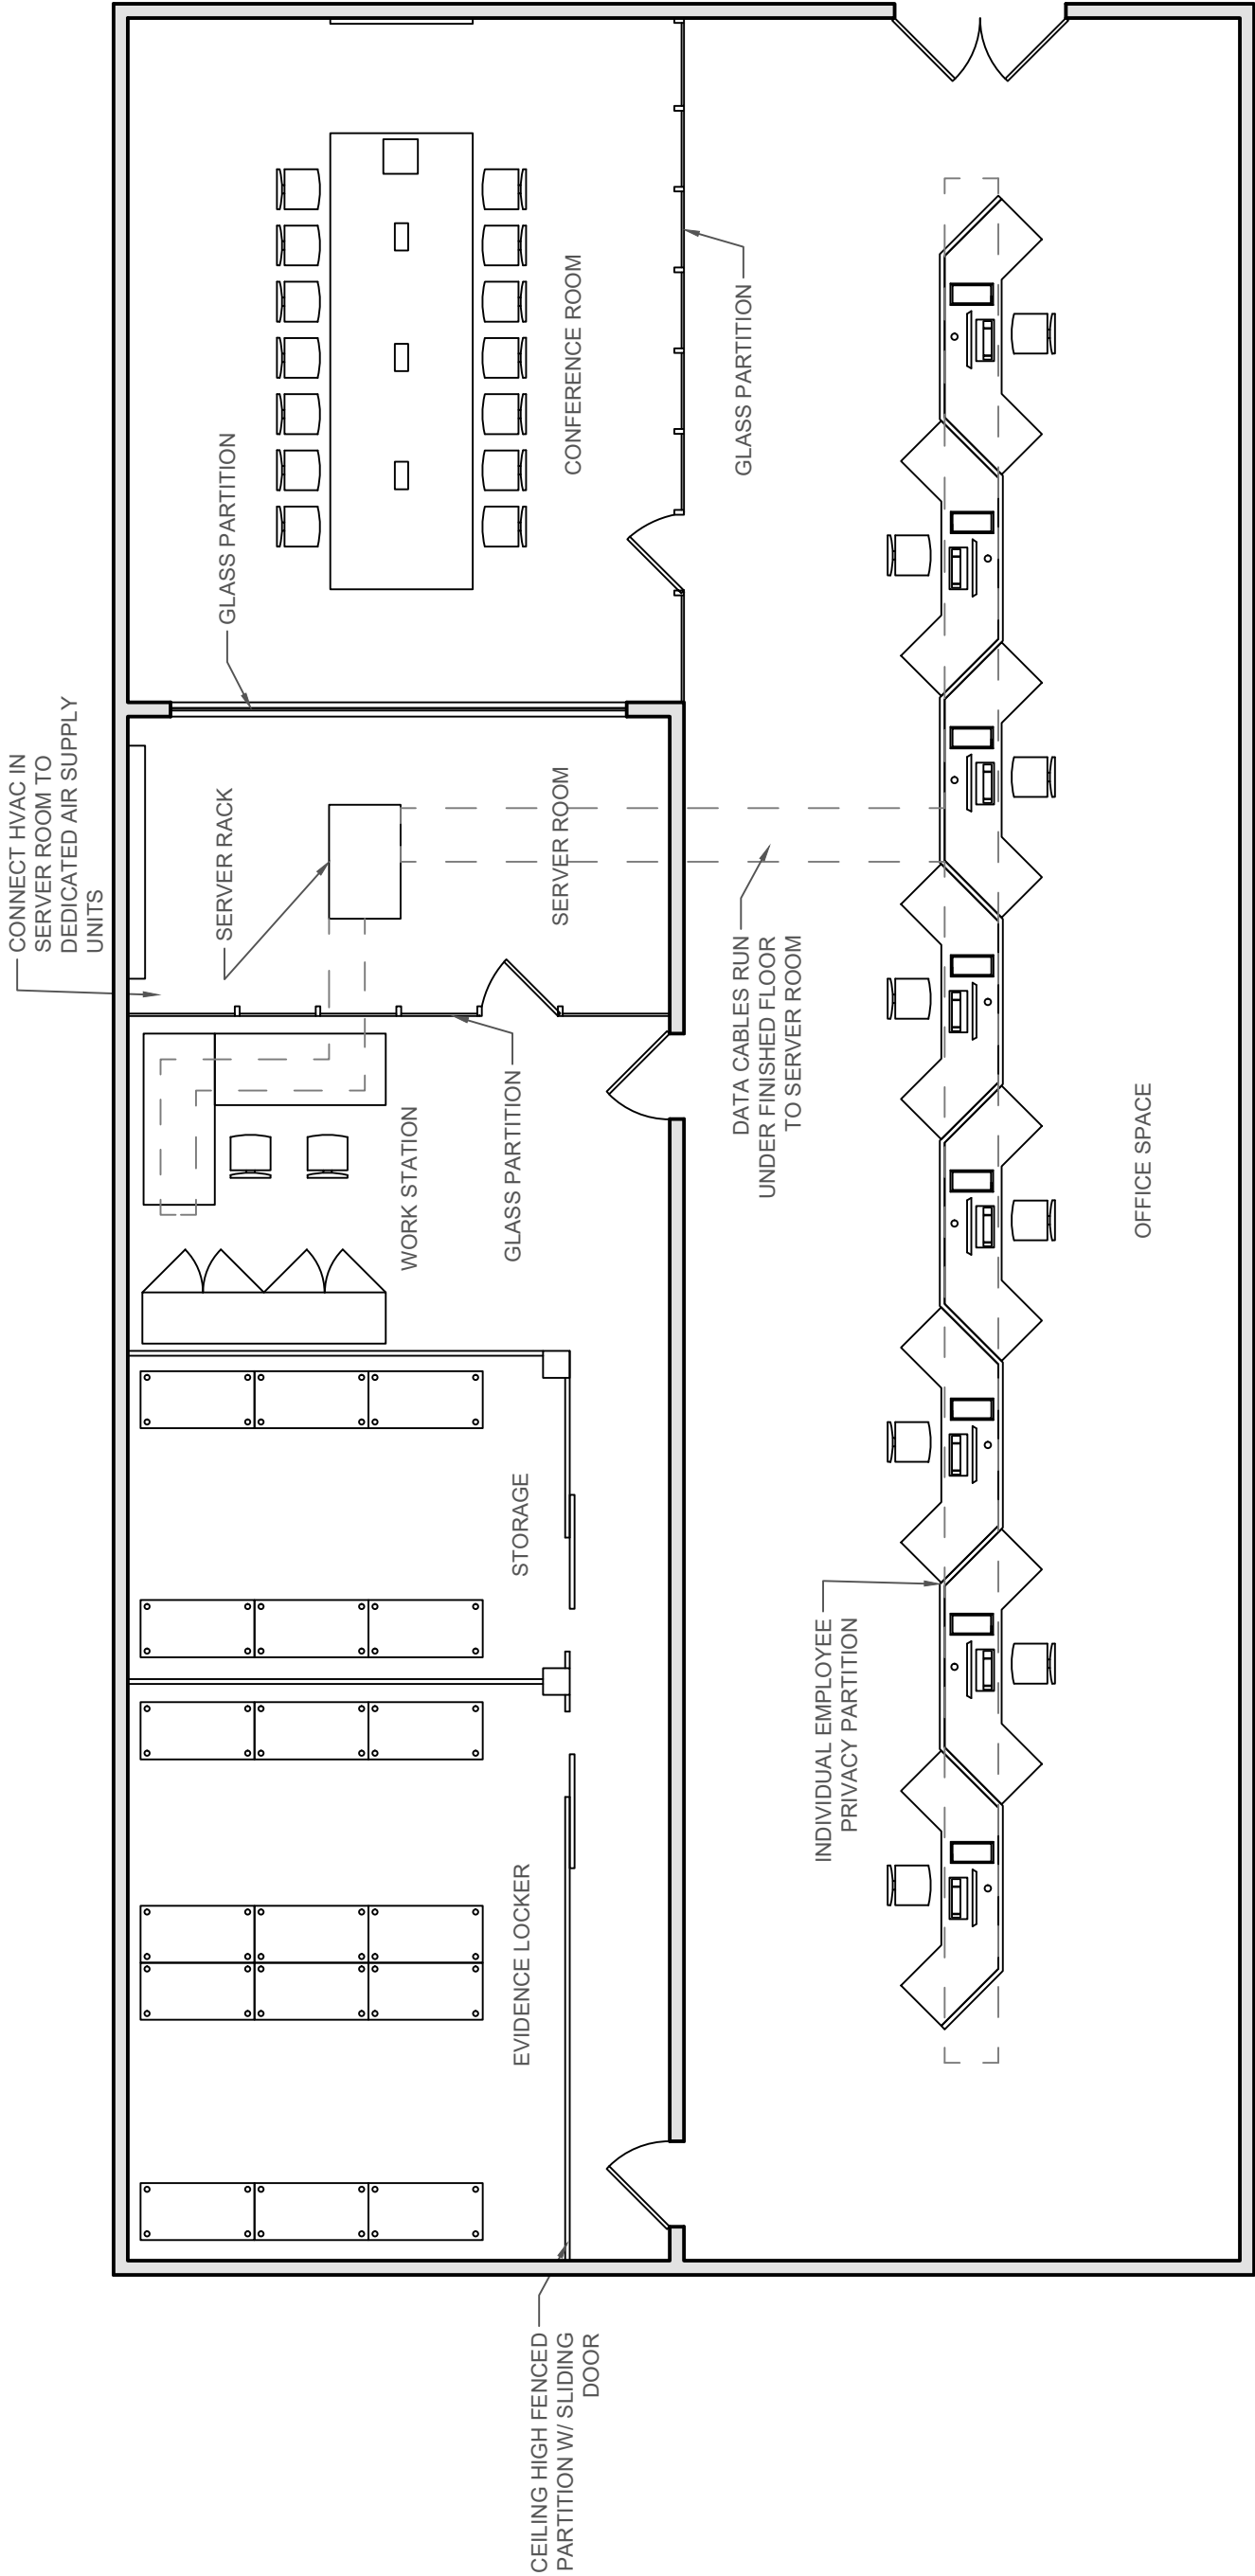 CONNECT HVAC IN
SERVER ROOM TO
DEDICATED AIR SUPPLY
UNITS
GLASS PARTITION
CONFERENCE ROOM
GLASS PARTITION
SERVER RACK
SERVER ROOM
WORK STATION
GLASS PARTITION
DATA CABLES RUN
UNDER FINISHED FLOOR
TO SERVER ROOM
OFFICE SPACE
STORAGE
INDIVIDUAL EMPLOYEE
PRIVACY PARTITION
EVIDENCE LOCKER
CEILING HIGH FENCED
PARTITION W/ SLIDING
DOOR